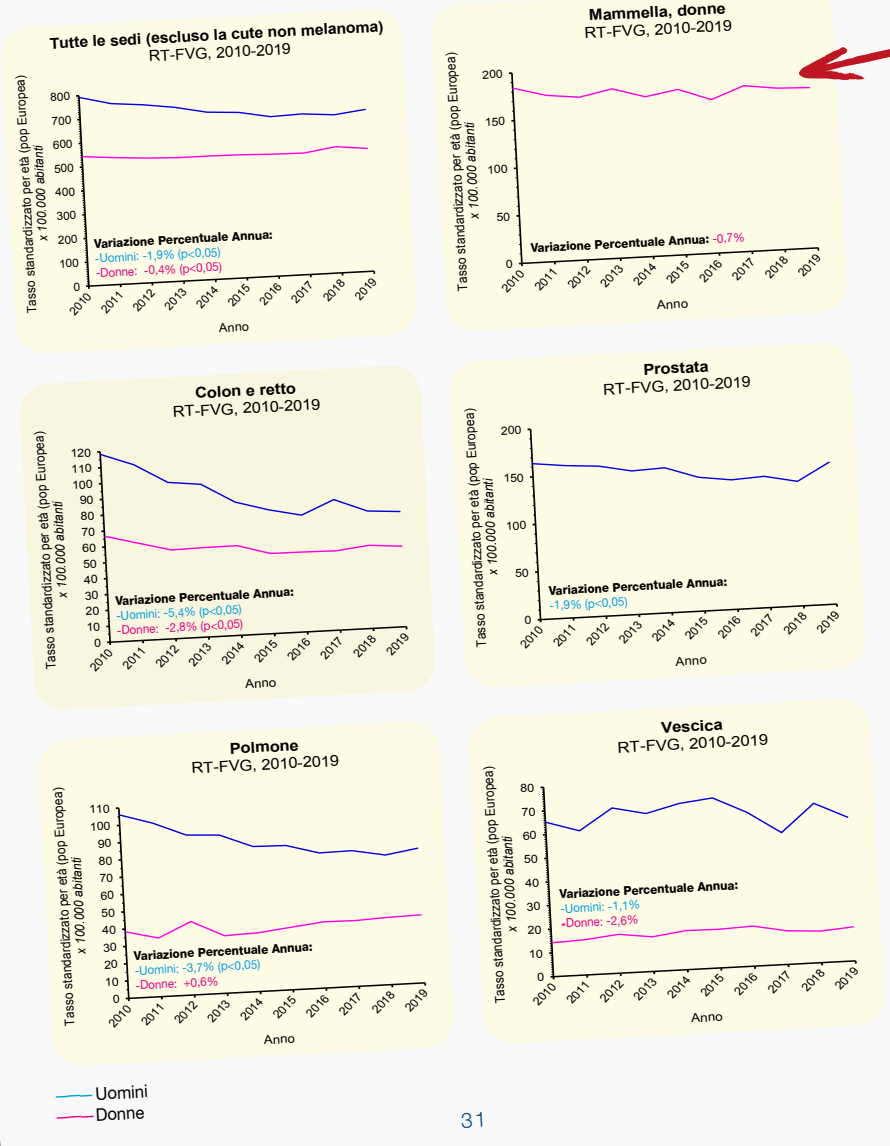 Tutte le sedi (escluso la cute non melanoma)
RT-FVG, 2010-2019
Tasso standardizzato per età (pop Europea)
x 100.000 abitanti
800
700
600
500
400
300
200
100
0
Variazione Percentuale Annua:
-Uomini: -1,9% (p<0,05)
-Donne: -0,4% (p<0,05)
2010
2011
2012
2013
2014
2015
2016
2017
2018
2019
Anno
Mammella, donne
RT-FVG, 2010-2019
Tasso standardizzato per età (pop Europea)
x 100.000 abitanti
200
150
100
50
0
Variazione Percentuale Annua: -0,7%
2010
2011
2012
2013
2014
2015
2016
2017
2018
2019
Anno
Colon e retto
RT-FVG, 2010-2019
Tasso standardizzato per età (pop Europea)
x 100.000 abitanti
120
110
100
90
80
70
60
50
40
30
20
10
0
Variazione Percentuale Annua:
-Uomini: -5,4% (p<0,05)
-Donne: -2,8% (p<0,05)
2010
2011
2012
2013
2014
2015
2016
2017
2018
2019
Anno
Prostata
RT-FVG, 2010-2019
Tasso standardizzato per età (pop Europea)
x 100.000 abitanti
200
150
100
50
0
Variazione Percentuale Annua:
-1,9% (p<0,05)
2010
2011
2012
2013
2014
2015
2016
2017
2018
2019
Anno
Polmone
RT-FVG, 2010-2019
Tasso standardizzato per età (pop Europea)
x 100.000 abitanti
110
100
90
80
70
60
50
40
30
20
10
0
Variazione Percentuale Annua:
-Uomini: -3,7% (p<0,05)
-Donne: +0,6%
2010
2011
2012
2013
2014
2015
2016
2017
2018
2019
Anno
Vescica
RT-FVG, 2010-2019
Tasso standardizzato per età (pop Europea)
x 100.000 abitanti
80
70
60
50
40
30
20
10
0
Variazione Percentuale Annua:
-Uomini: -1,1%
-Donne: -2,6%
2010
2011
2012
2013
2014
2015
2016
2017
2018
2019
Anno
Uomini
Donne
31